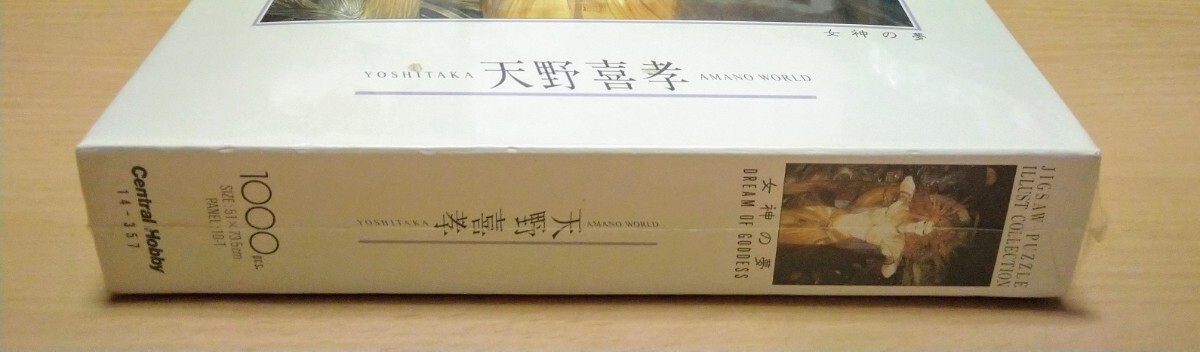 女神の夢
YOSHITAKA 天野喜孝 AMANO WORLD
JIGSAW PUZZLE
ILLUST COLLECTION
女神の夢
DREAM OF GODDESS
YOSHITAKA 天野喜孝 AMANO WORLD
1000pcs.
SIZE 51×73.5cm
PANEL:10-T
Central Hobby
14-357